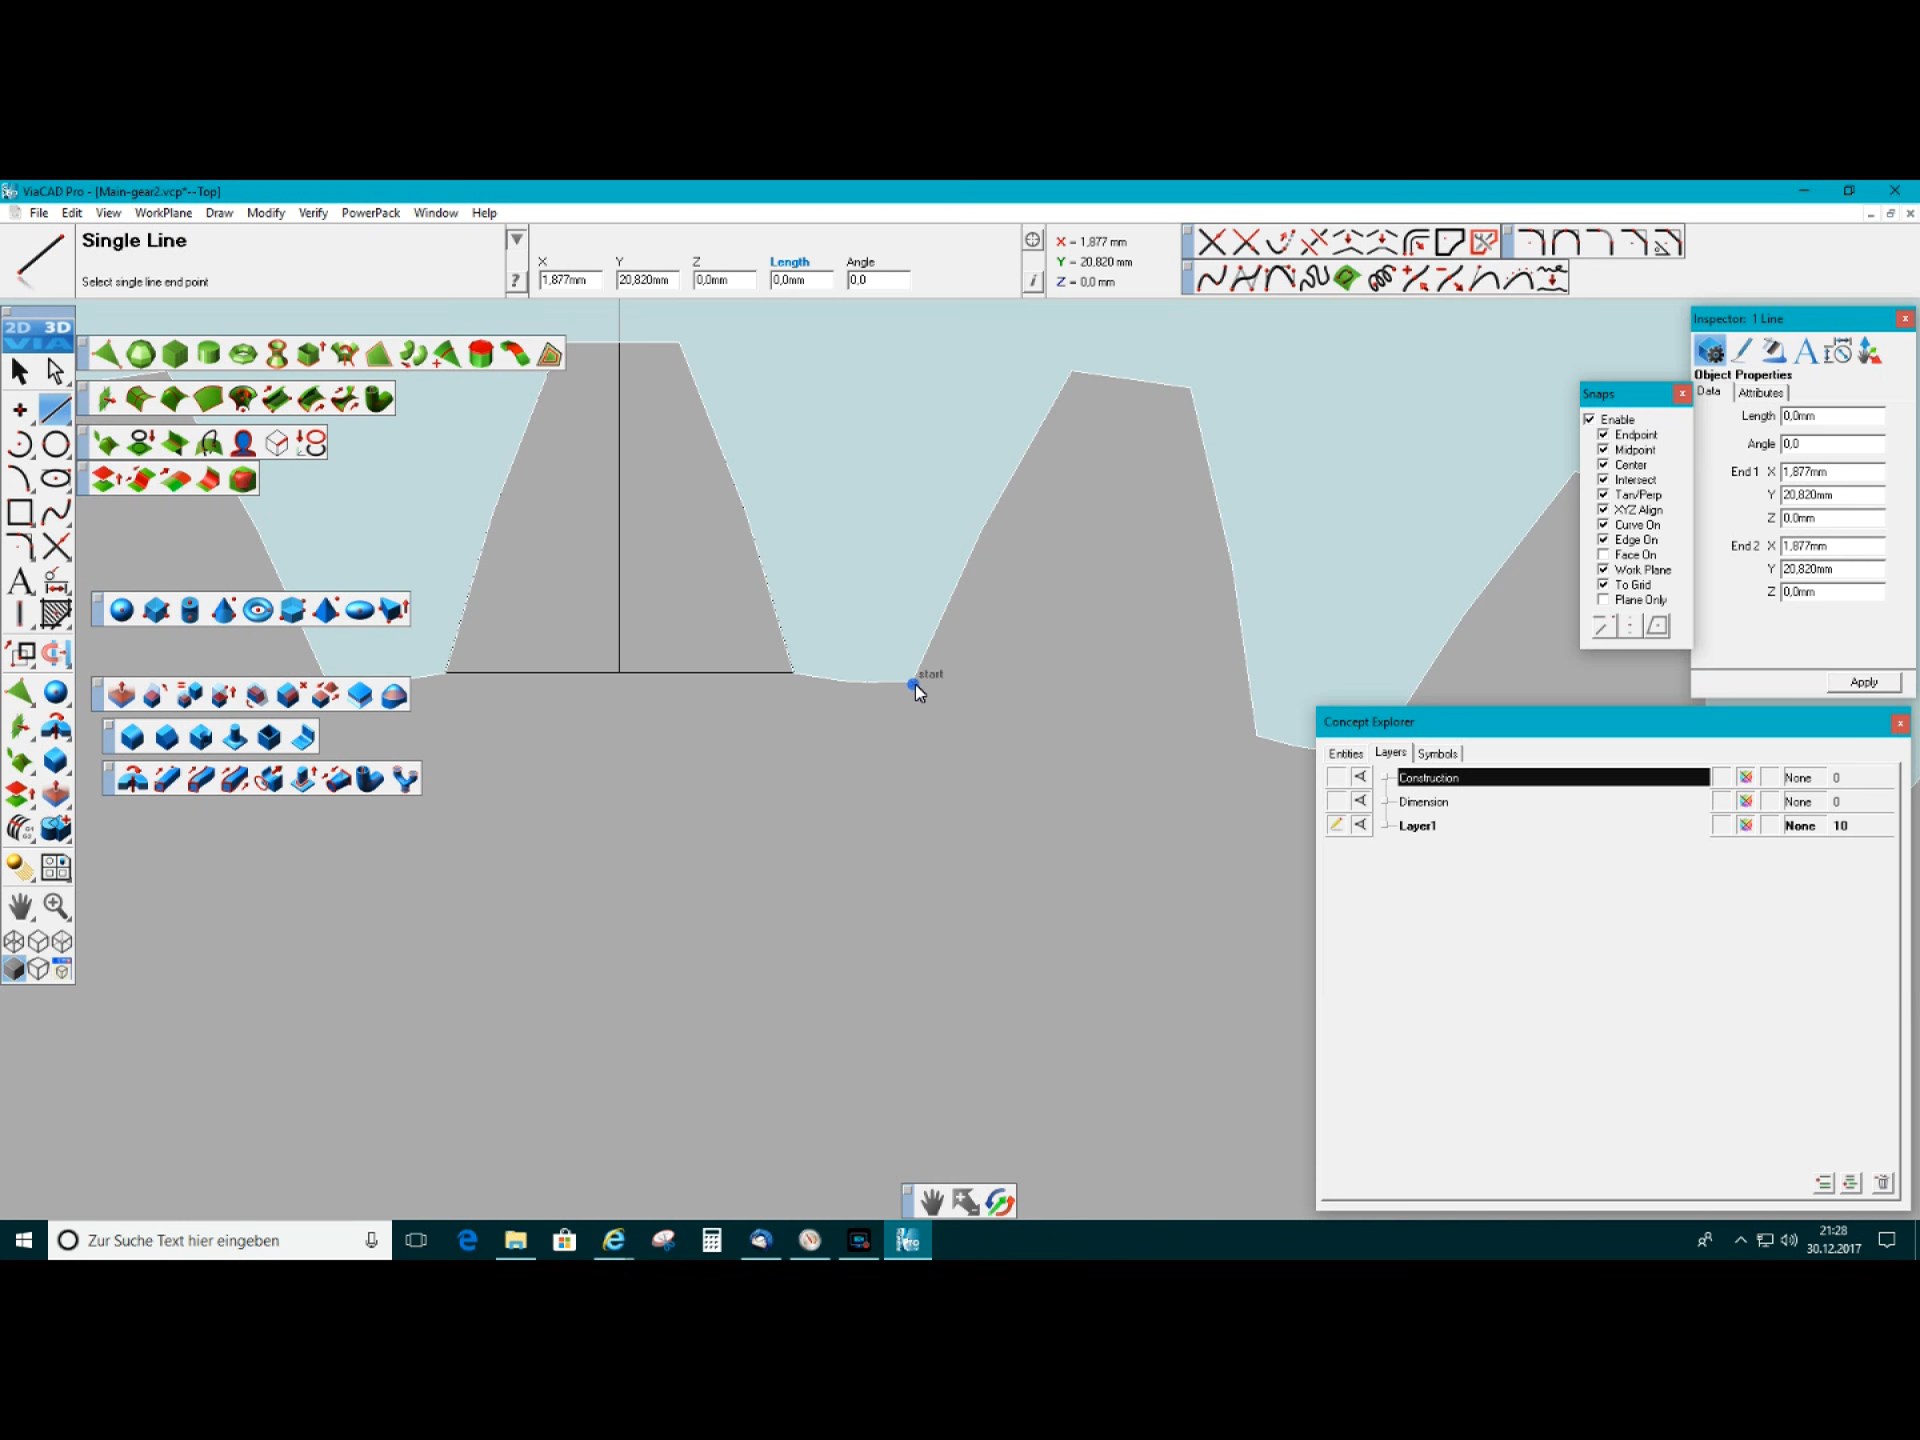 ViaCAD Pro - [Main-gear2.vcp*--Top]
File Edit View WorkPlane Draw Modify Verify PowerPack Window Help
Single Line
Select single line end point
X Y Z Length Angle
1,877mm 20,820mm 0,0mm 0,0mm 0,0
X = 1,877 mm
Y = 20,820 mm
Z = 0,0 mm
2D 3D
VIA
Inspector: 1 Line
Object Properties
Data Attributes
Length 0,0mm
Angle 0,0
End 1 X 1,877mm
Y 20,820mm
Z 0,0mm
End 2 X 1,877mm
Y 20,820mm
Z 0,0mm
Apply
Snaps
Enable
Endpoint
Midpoint
Center
Intersect
Tan/Perp
XYZ Align
Curve On
Edge On
Face On
Work Plane
To Grid
Plane Only
start
Concept Explorer
Entities Layers Symbols
Construction None 0
Dimension None 0
Layer1 None 10
Zur Suche Text hier eingeben
21:28
30.12.2017